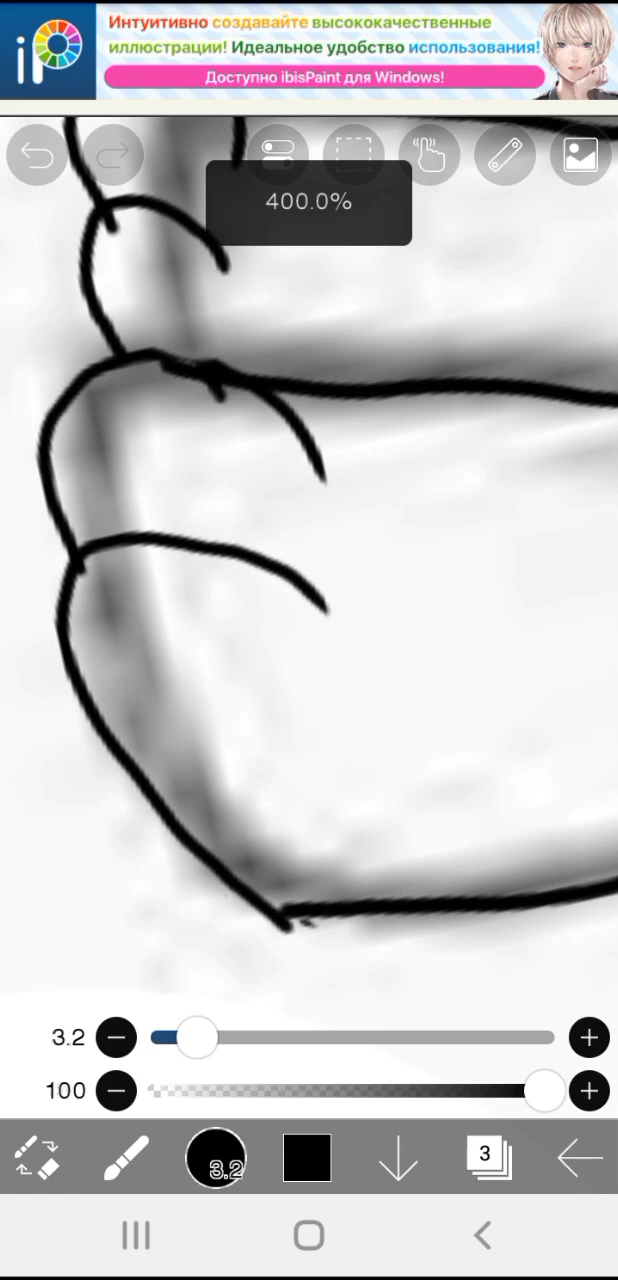 iP
Интуитивно создавайте высококачественные
иллюстрации! Идеальное удобство использования!
Доступно ibisPaint для Windows!
400.0%
3.2
100
3.2
3